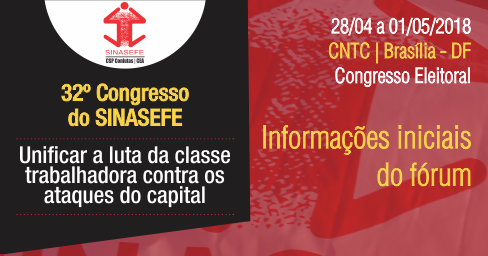 SINASEFE
CSP Conlutas | CEA
32º Congresso
do SINASEFE
Unificar a luta da classe
trabalhadora contra os
ataques do capital
28/04 a 01/05/2018
CNTC | Brasília - DF
Congresso Eleitoral
Informações iniciais
do fórum